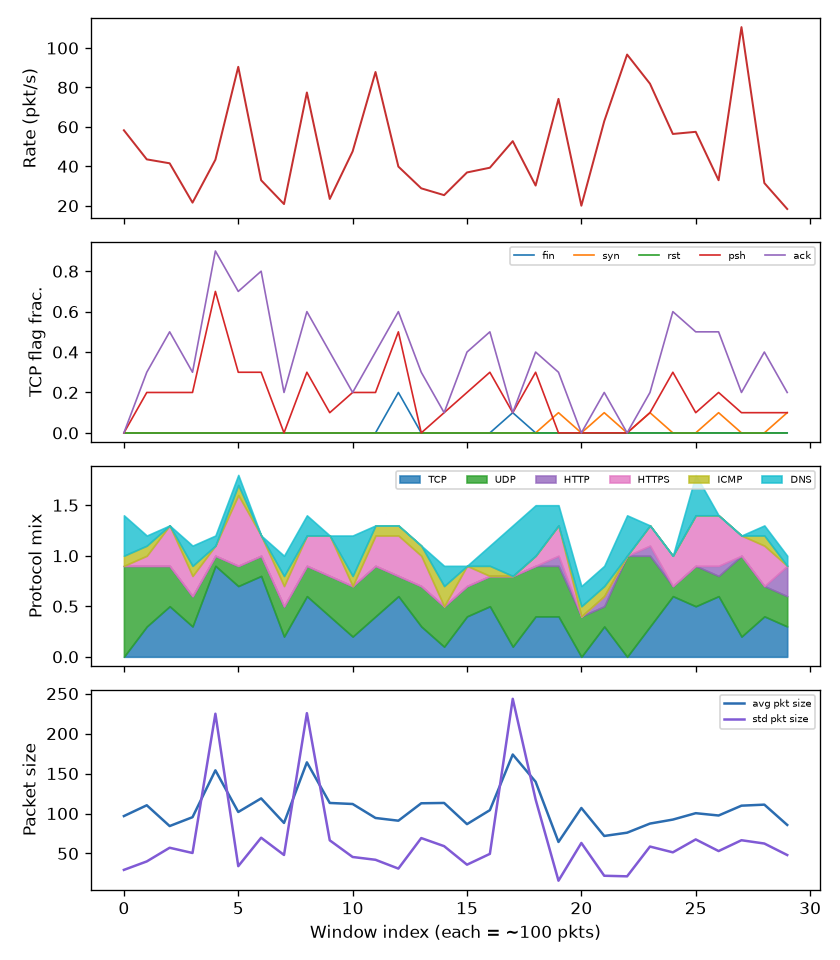 Rate (pkt/s)
100
80
60
40
20
TCP flag frac.
0.8
0.6
0.4
0.2
0.0
fin syn rst psh ack
Protocol mix
1.5
1.0
0.5
0.0
TCP UDP HTTP HTTPS ICMP DNS
Packet size
250
200
150
100
50
avg pkt size
std pkt size
0 5 10 15 20 25 30
Window index (each = ~100 pkts)